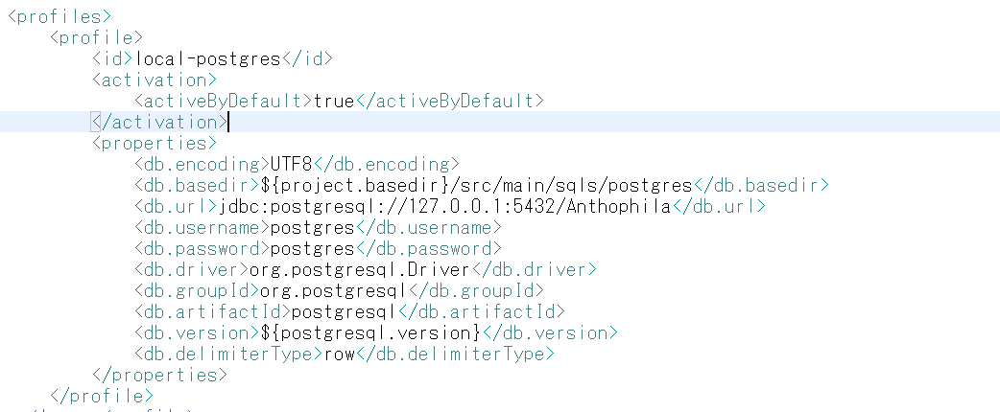 <profiles>
    <profile>
        <id>local-postgres</id>
        <activation>
            <activeByDefault>true</activeByDefault>
        </activation>
        <properties>
            <db.encoding>UTF8</db.encoding>
            <db.basedir>${project.basedir}/src/main/sqls/postgres</db.basedir>
            <db.url>jdbc:postgresql://127.0.0.1:5432/Anthophila</db.url>
            <db.username>postgres</db.username>
            <db.password>postgres</db.password>
            <db.driver>org.postgresql.Driver</db.driver>
            <db.groupId>org.postgresql</db.groupId>
            <db.artifactId>postgresql</db.artifactId>
            <db.version>${postgresql.version}</db.version>
            <db.delimiterType>row</db.delimiterType>
        </properties>
    </profile>